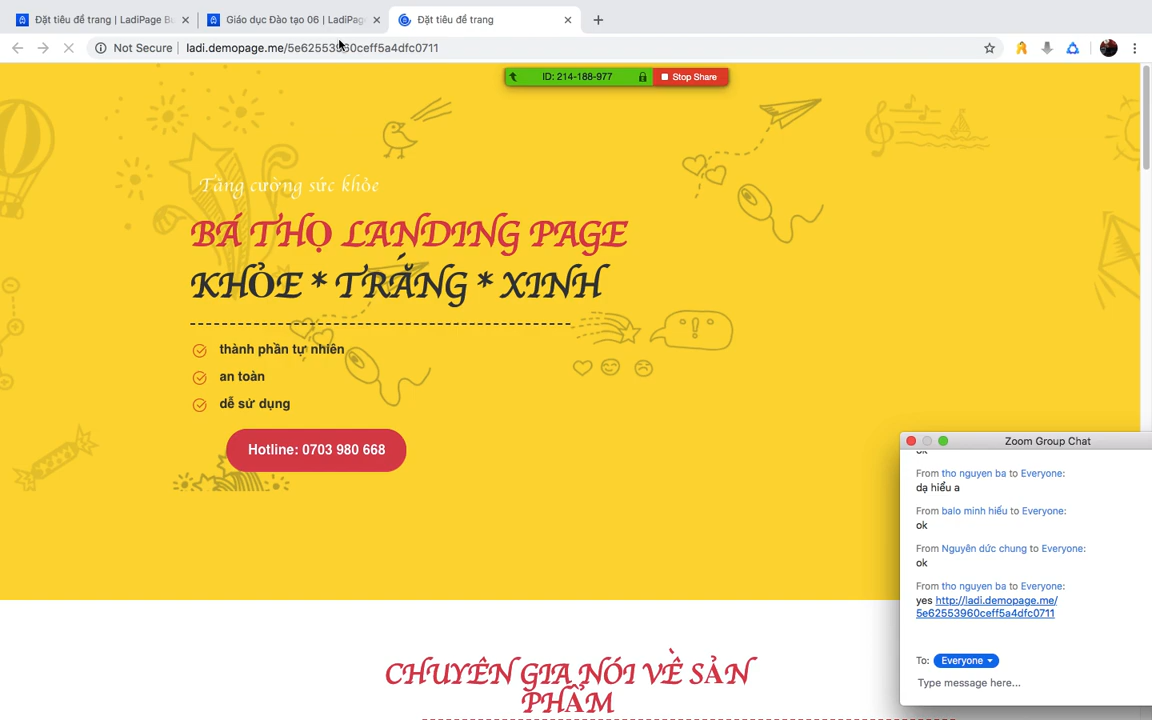 Đặt tiêu đề trang | LadiPage Bu
Giáo dục Đào tạo 06 | LadiPag
Đặt tiêu đề trang
Not Secure
ladi.demopage.me/5e62553960ceff5a4dfc0711
ID: 214-188-977
Stop Share
Tăng cường sức khỏe
BÁ THỌ LANDING PAGE
KHỎE * TRẮNG * XINH
thành phần tự nhiên
an toàn
dễ sử dụng
Hotline: 0703 980 668
CHUYÊN GIA NÓI VỀ SẢN
PHẨM
Zoom Group Chat
ok
From tho nguyen ba to Everyone:
dạ hiểu a
From balo minh hiếu to Everyone:
ok
From Nguyên đức chung to Everyone:
ok
From tho nguyen ba to Everyone:
yes http://ladi.demopage.me/
5e62553960ceff5a4dfc0711
To: Everyone
Type message here...